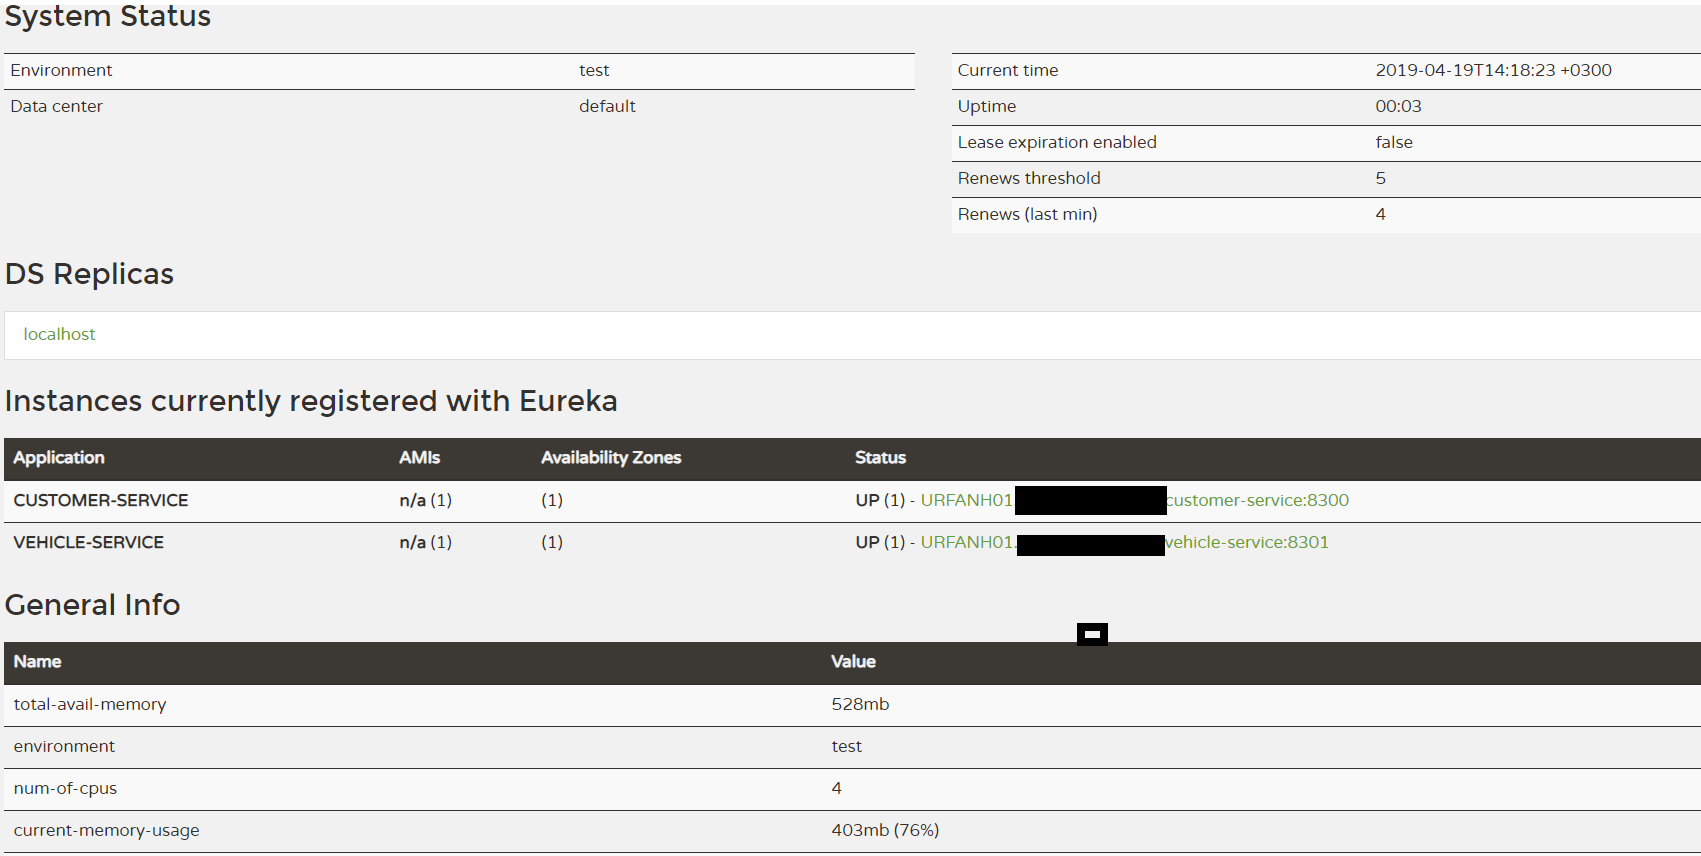 System Status
Environment test
Data center default
Current time 2019-04-19T14:18:23 +0300
Uptime 00:03
Lease expiration enabled false
Renews threshold 5
Renews (last min) 4
DS Replicas
localhost
Instances currently registered with Eureka
Application AMIs Availability Zones Status
CUSTOMER-SERVICE n/a (1) (1) UP (1) - URFANH01 customer-service:8300
VEHICLE-SERVICE n/a (1) (1) UP (1) - URFANH01. vehicle-service:8301
General Info
Name Value
total-avail-memory 528mb
environment test
num-of-cpus 4
current-memory-usage 403mb (76%)